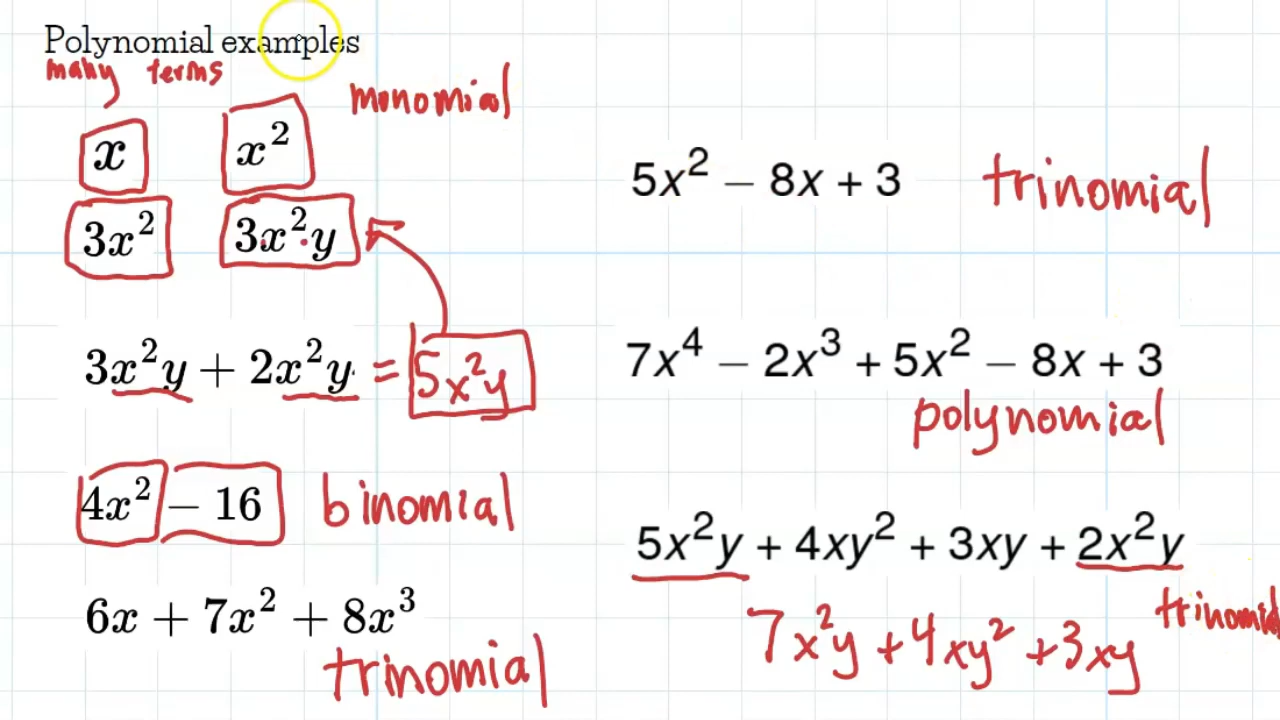 Polynomial examples
many terms
monomial
x
x²
3x²
3x²y
3x²y + 2x²y = 5x²y
4x² − 16 binomial
6x + 7x² + 8x³
trinomial
5x² − 8x + 3 trinomial
7x⁴ − 2x³ + 5x² − 8x + 3
polynomial
5x²y + 4xy² + 3xy + 2x²y
trinomial
7x²y + 4xy² + 3xy